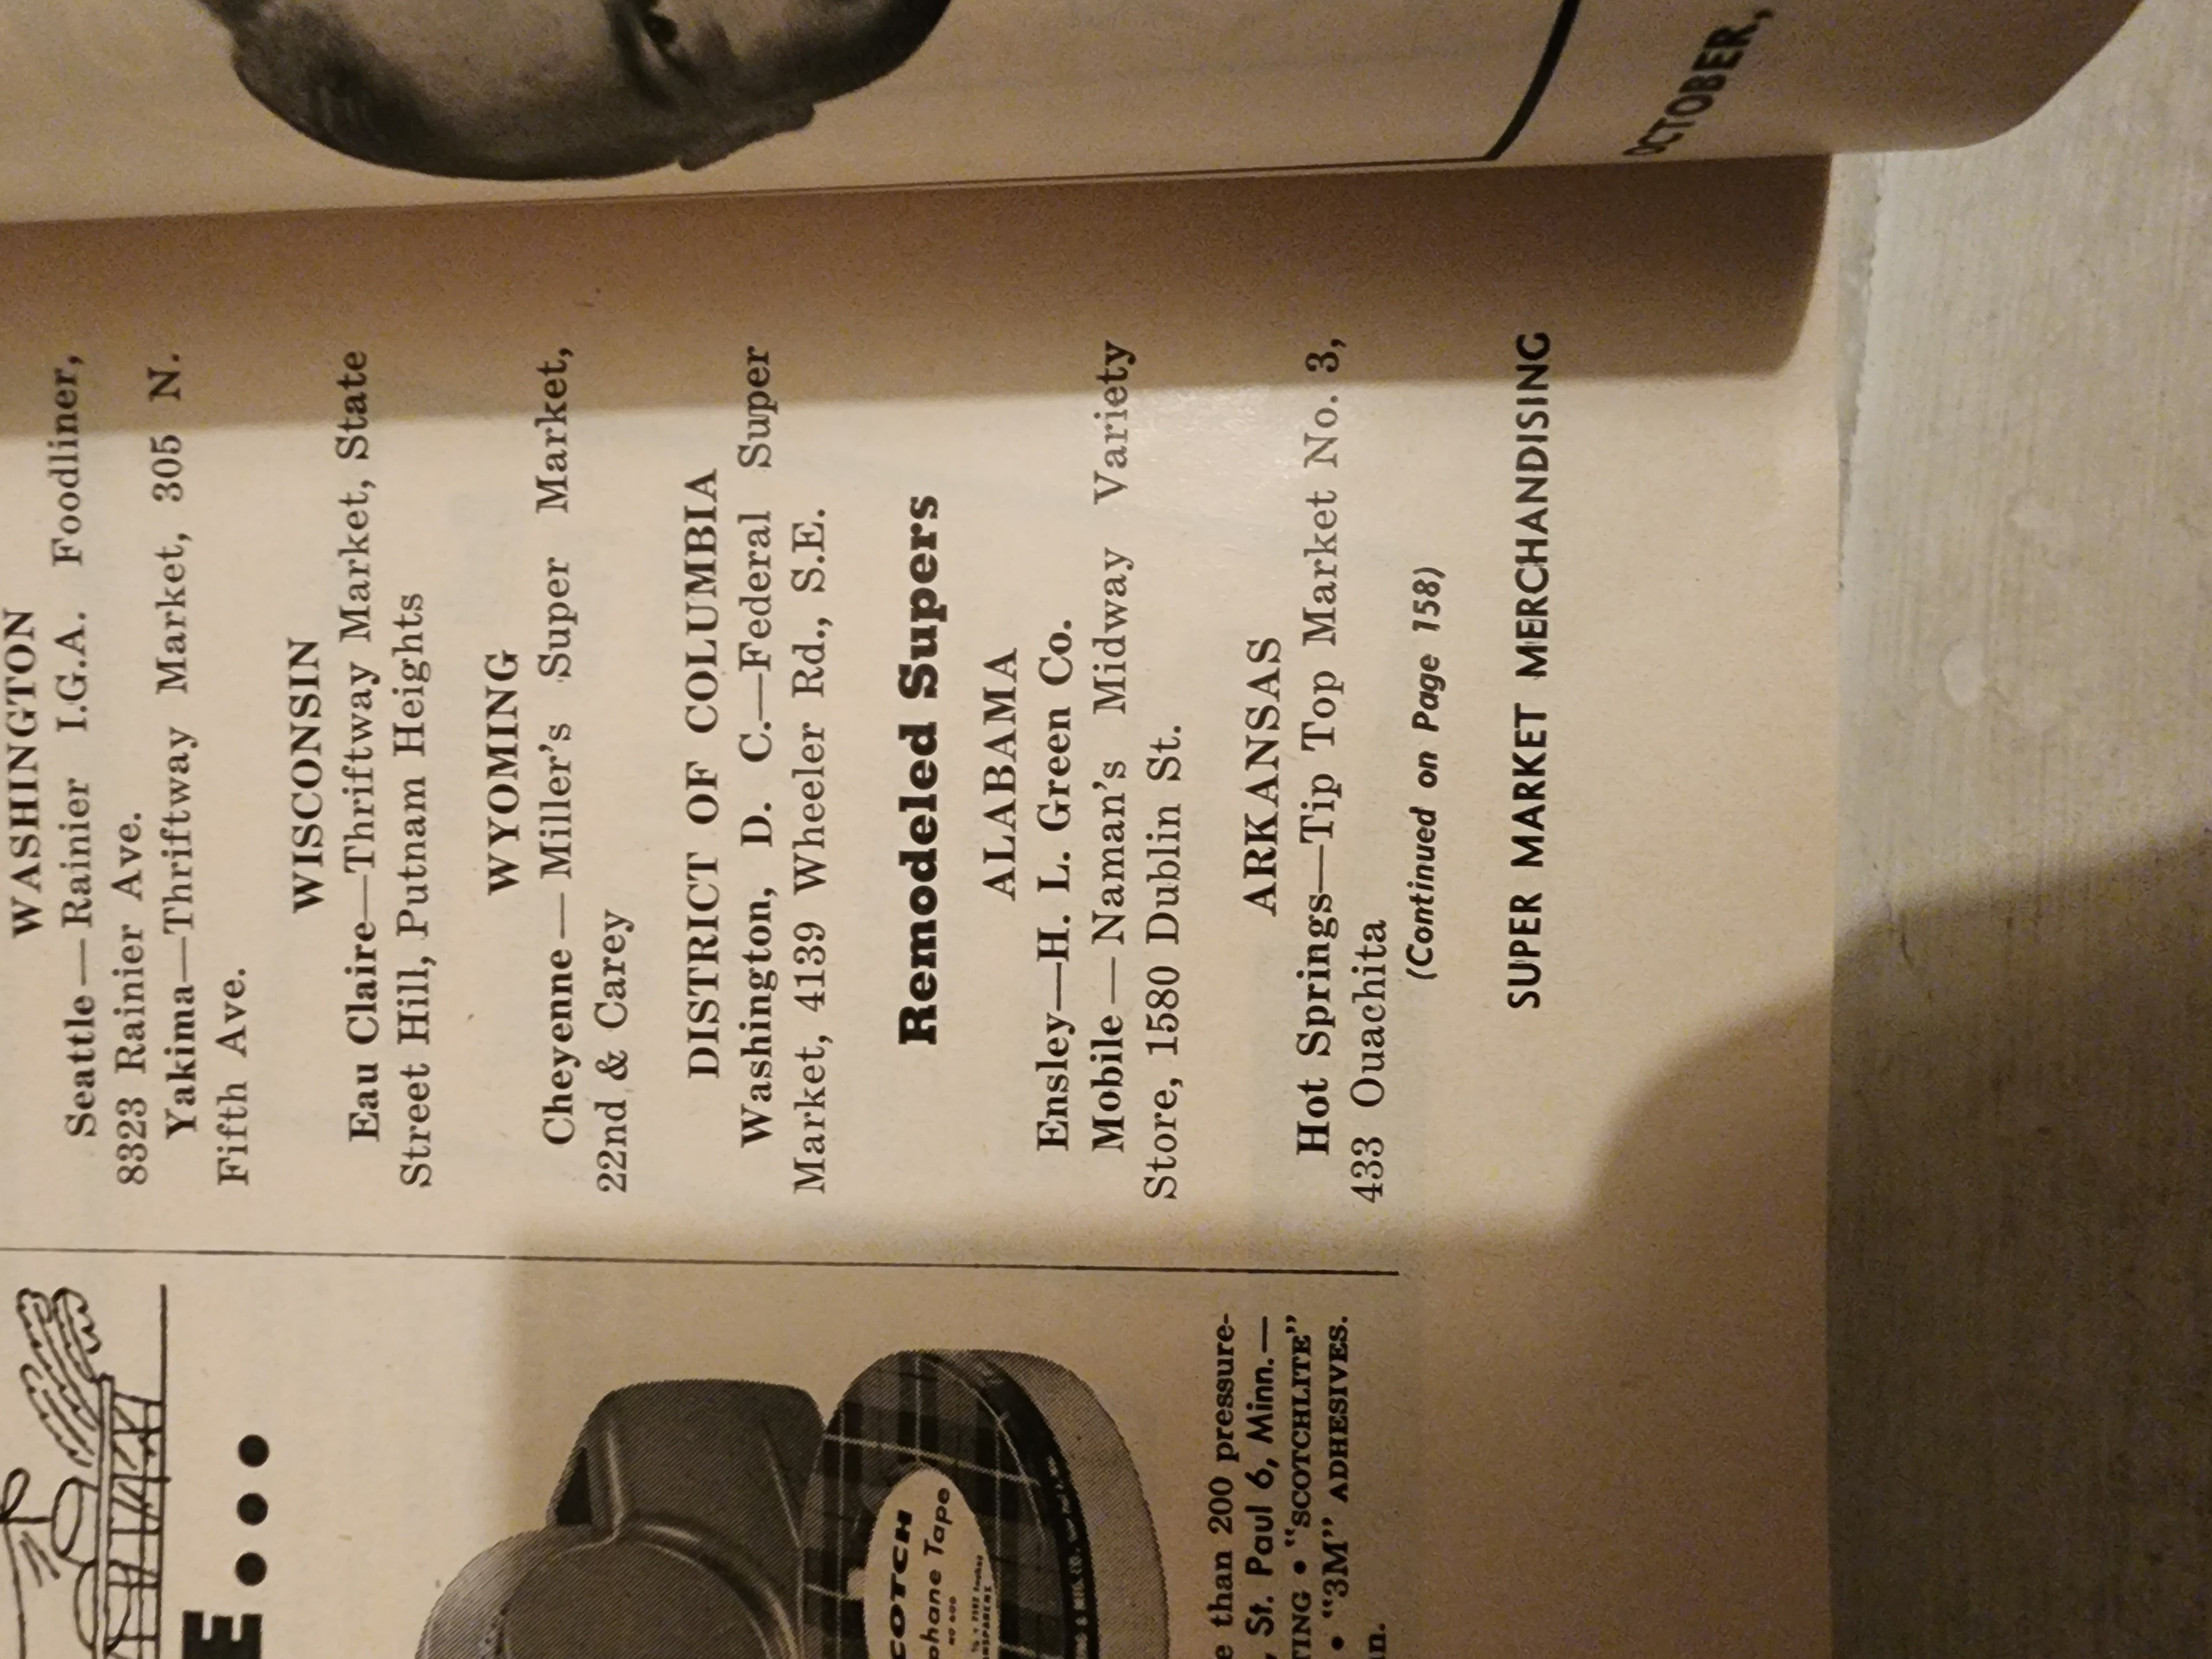 WASHINGTON
Seattle—Rainier I.G.A. Foodliner,
8323 Rainier Ave.
Yakima—Thriftway Market, 305 N.
Fifth Ave.
WISCONSIN
Eau Claire—Thriftway Market, State
Street Hill, Putnam Heights
WYOMING
Cheyenne—Miller's Super Market,
22nd & Carey
DISTRICT OF COLUMBIA
Washington, D. C.—Federal Super
Market, 4139 Wheeler Rd., S.E.
Remodeled Supers
ALABAMA
Ensley—H. L. Green Co.
Mobile—Naman's Midway Variety
Store, 1580 Dublin St.
ARKANSAS
Hot Springs—Tip Top Market No. 3,
433 Ouachita
(Continued on Page 158)
SUPER MARKET MERCHANDISING
E...
COTCH
phane Tape
NO 600
e than 200 pressure-
St. Paul 6, Minn.—
TING • "SCOTCHLITE"
• "3M" ADHESIVES.
OCTOBER,